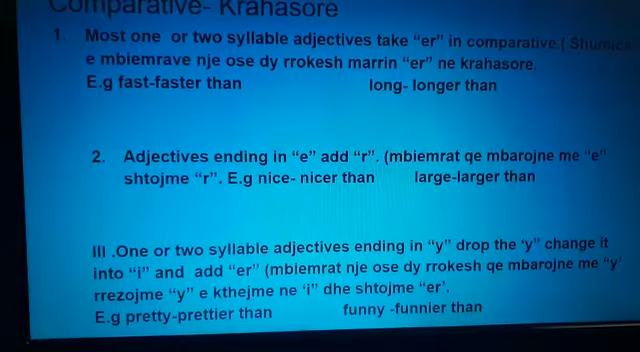 Comparative- Krahasore
1. Most one or two syllable adjectives take “er” in comparative.( Shumica
e mbiemrave nje ose dy rrokesh marrin “er” ne krahasore.
E.g fast-faster than long- longer than
2. Adjectives ending in “e” add “r”. (mbiemrat qe mbarojne me “e”
shtojme “r”. E.g nice- nicer than large-larger than
III .One or two syllable adjectives ending in “y” drop the ‘y” change it
into “i” and add “er” (mbiemrat nje ose dy rrokesh qe mbarojne me “y’
rrezojme “y” e kthejme ne ‘i” dhe shtojme “er’.
E.g pretty-prettier than funny -funnier than